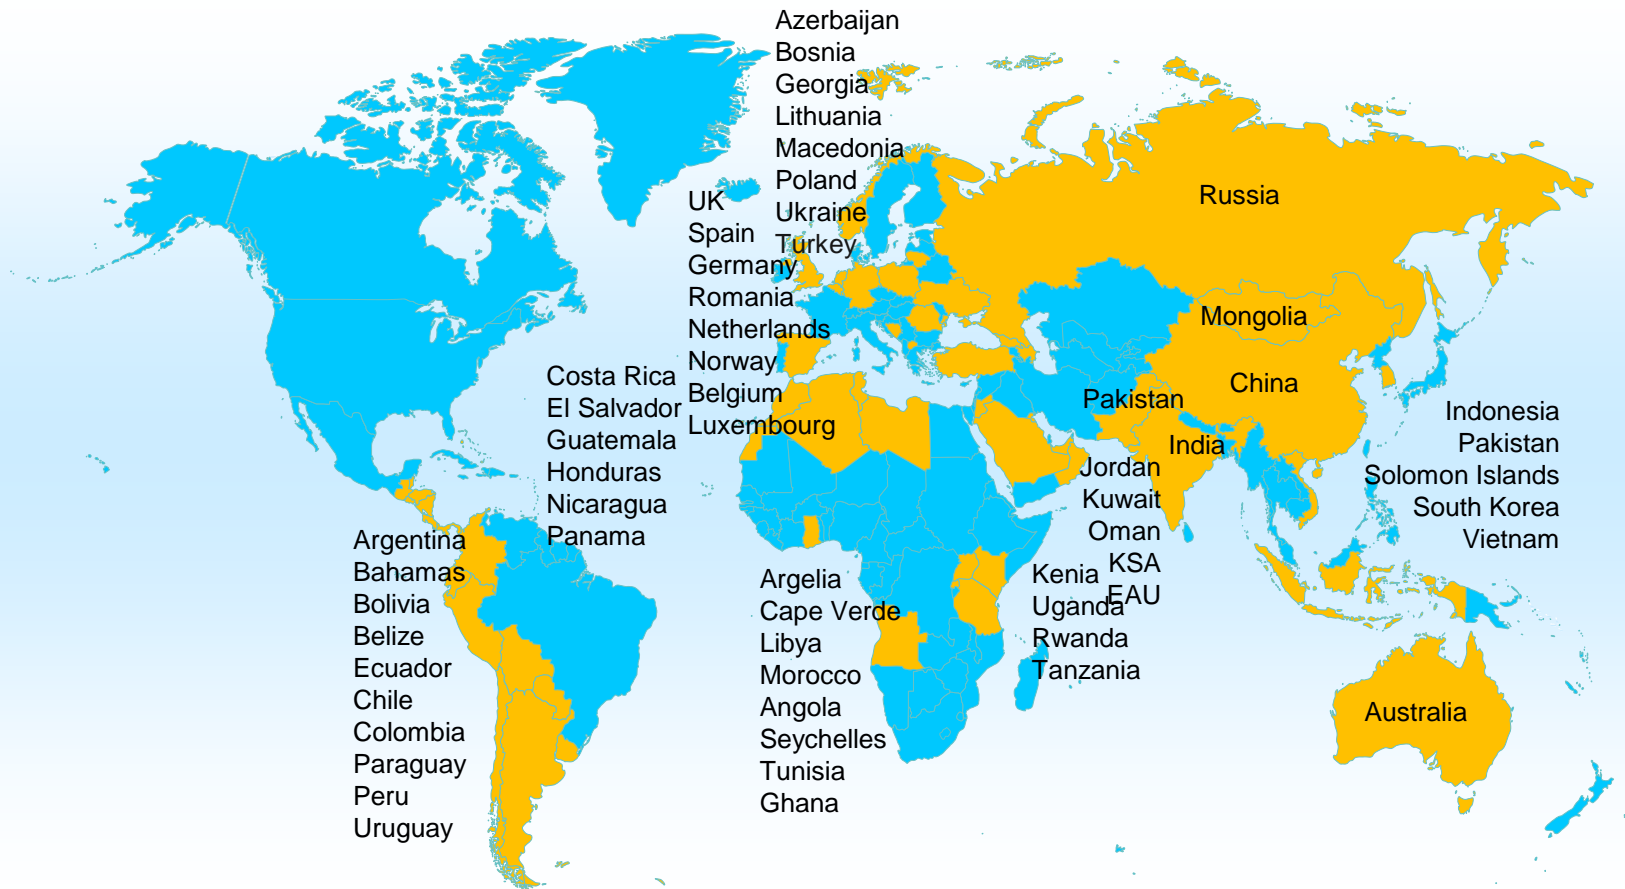 Azerbaijan
Bosnia
Georgia
Lithuania
Macedonia
Poland
Ukraine
Turkey
UK
Spain
Germany
Romania
Netherlands
Norway
Belgium
Luxembourg
Russia
Mongolia
China
Pakistan
India
Costa Rica
El Salvador
Guatemala
Honduras
Nicaragua
Panama
Indonesia
Pakistan
Solomon Islands
South Korea
Vietnam
Jordan
Kuwait
Oman
KSA
EAU
Argentina
Bahamas
Bolivia
Belize
Ecuador
Chile
Colombia
Paraguay
Peru
Uruguay
Argelia
Cape Verde
Libya
Morocco
Angola
Seychelles
Tunisia
Ghana
Kenia
Uganda
Rwanda
Tanzania
Australia